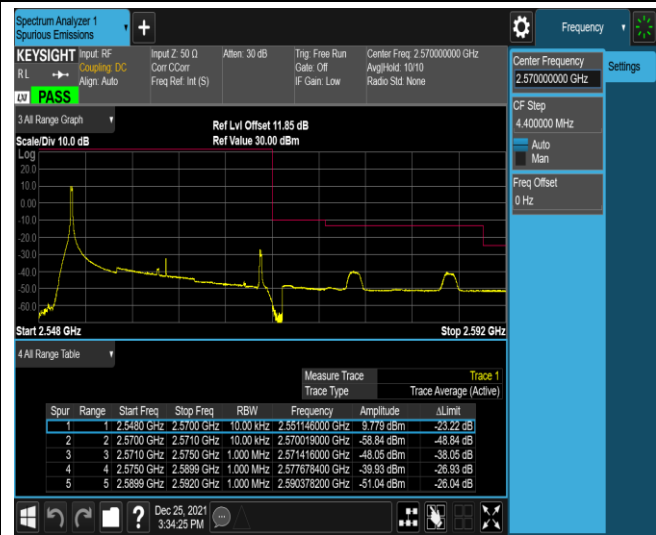 Spectrum Analyzer 1
Spurious Emissions
Frequency
KEYSIGHT Input: RF Input Z: 50 Ω Atten: 30 dB Trig: Free Run Center Freq: 2.570000000 GHz
RL Coupling: DC Corr CCorr Gate: Off Avg|Hold: 10/10
Align: Auto Freq Ref: Int (S) IF Gain: Low Radio Std: None
LXI PASS
Center Frequency
2.570000000 GHz
Settings
CF Step
4.400000 MHz
Auto
Man
Freq Offset
0 Hz
3 All Range Graph
Ref Lvl Offset 11.85 dB
Scale/Div 10.0 dB Ref Value 30.00 dBm
Log
20.0
10.0
0.00
-10.0
-20.0
-30.0
-40.0
-50.0
-60.0
Start 2.548 GHz Stop 2.592 GHz
4 All Range Table
Measure Trace Trace 1
Trace Type Trace Average (Active)
Spur Range Start Freq Stop Freq RBW Frequency Amplitude ΔLimit
1 1 2.5480 GHz 2.5700 GHz 10.00 kHz 2.551146000 GHz 9.779 dBm -23.22 dB
2 2 2.5700 GHz 2.5710 GHz 10.00 kHz 2.570019000 GHz -58.84 dBm -48.84 dB
3 3 2.5710 GHz 2.5750 GHz 1.000 MHz 2.571416000 GHz -48.05 dBm -38.05 dB
4 4 2.5750 GHz 2.5899 GHz 1.000 MHz 2.577678400 GHz -39.93 dBm -26.93 dB
5 5 2.5899 GHz 2.5920 GHz 1.000 MHz 2.590378200 GHz -51.04 dBm -26.04 dB
?
Dec 25, 2021
3:34:25 PM